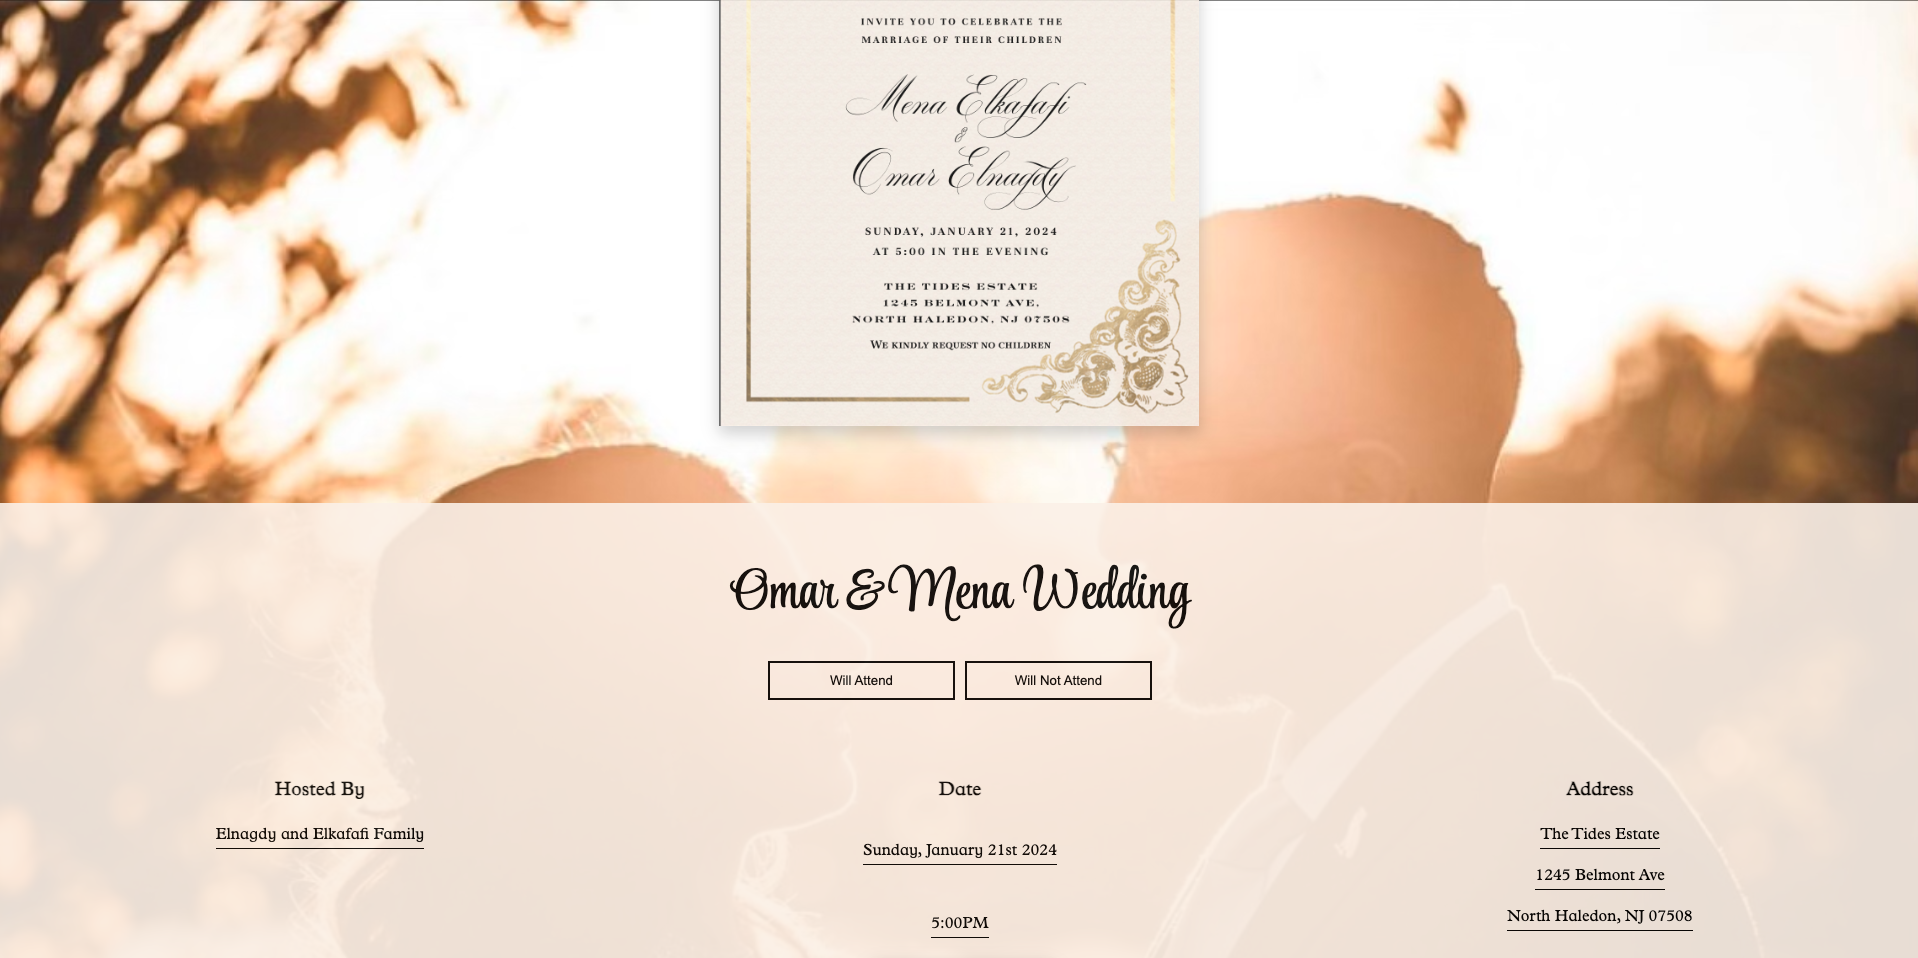 INVITE YOU TO CELEBRATE THE
MARRIAGE OF THEIR CHILDREN
Mena Elkafafi
&
Omar Elnagdy
SUNDAY, JANUARY 21, 2024
AT 5:00 IN THE EVENING
THE TIDES ESTATE
1245 BELMONT AVE.
NORTH HALEDON, NJ 07508
WE KINDLY REQUEST NO CHILDREN
Omar & Mena Wedding
Will Attend
Will Not Attend
Hosted By
Elnagdy and Elkafafi Family
Date
Sunday, January 21st 2024
5:00PM
Address
The Tides Estate
1245 Belmont Ave
North Haledon, NJ 07508